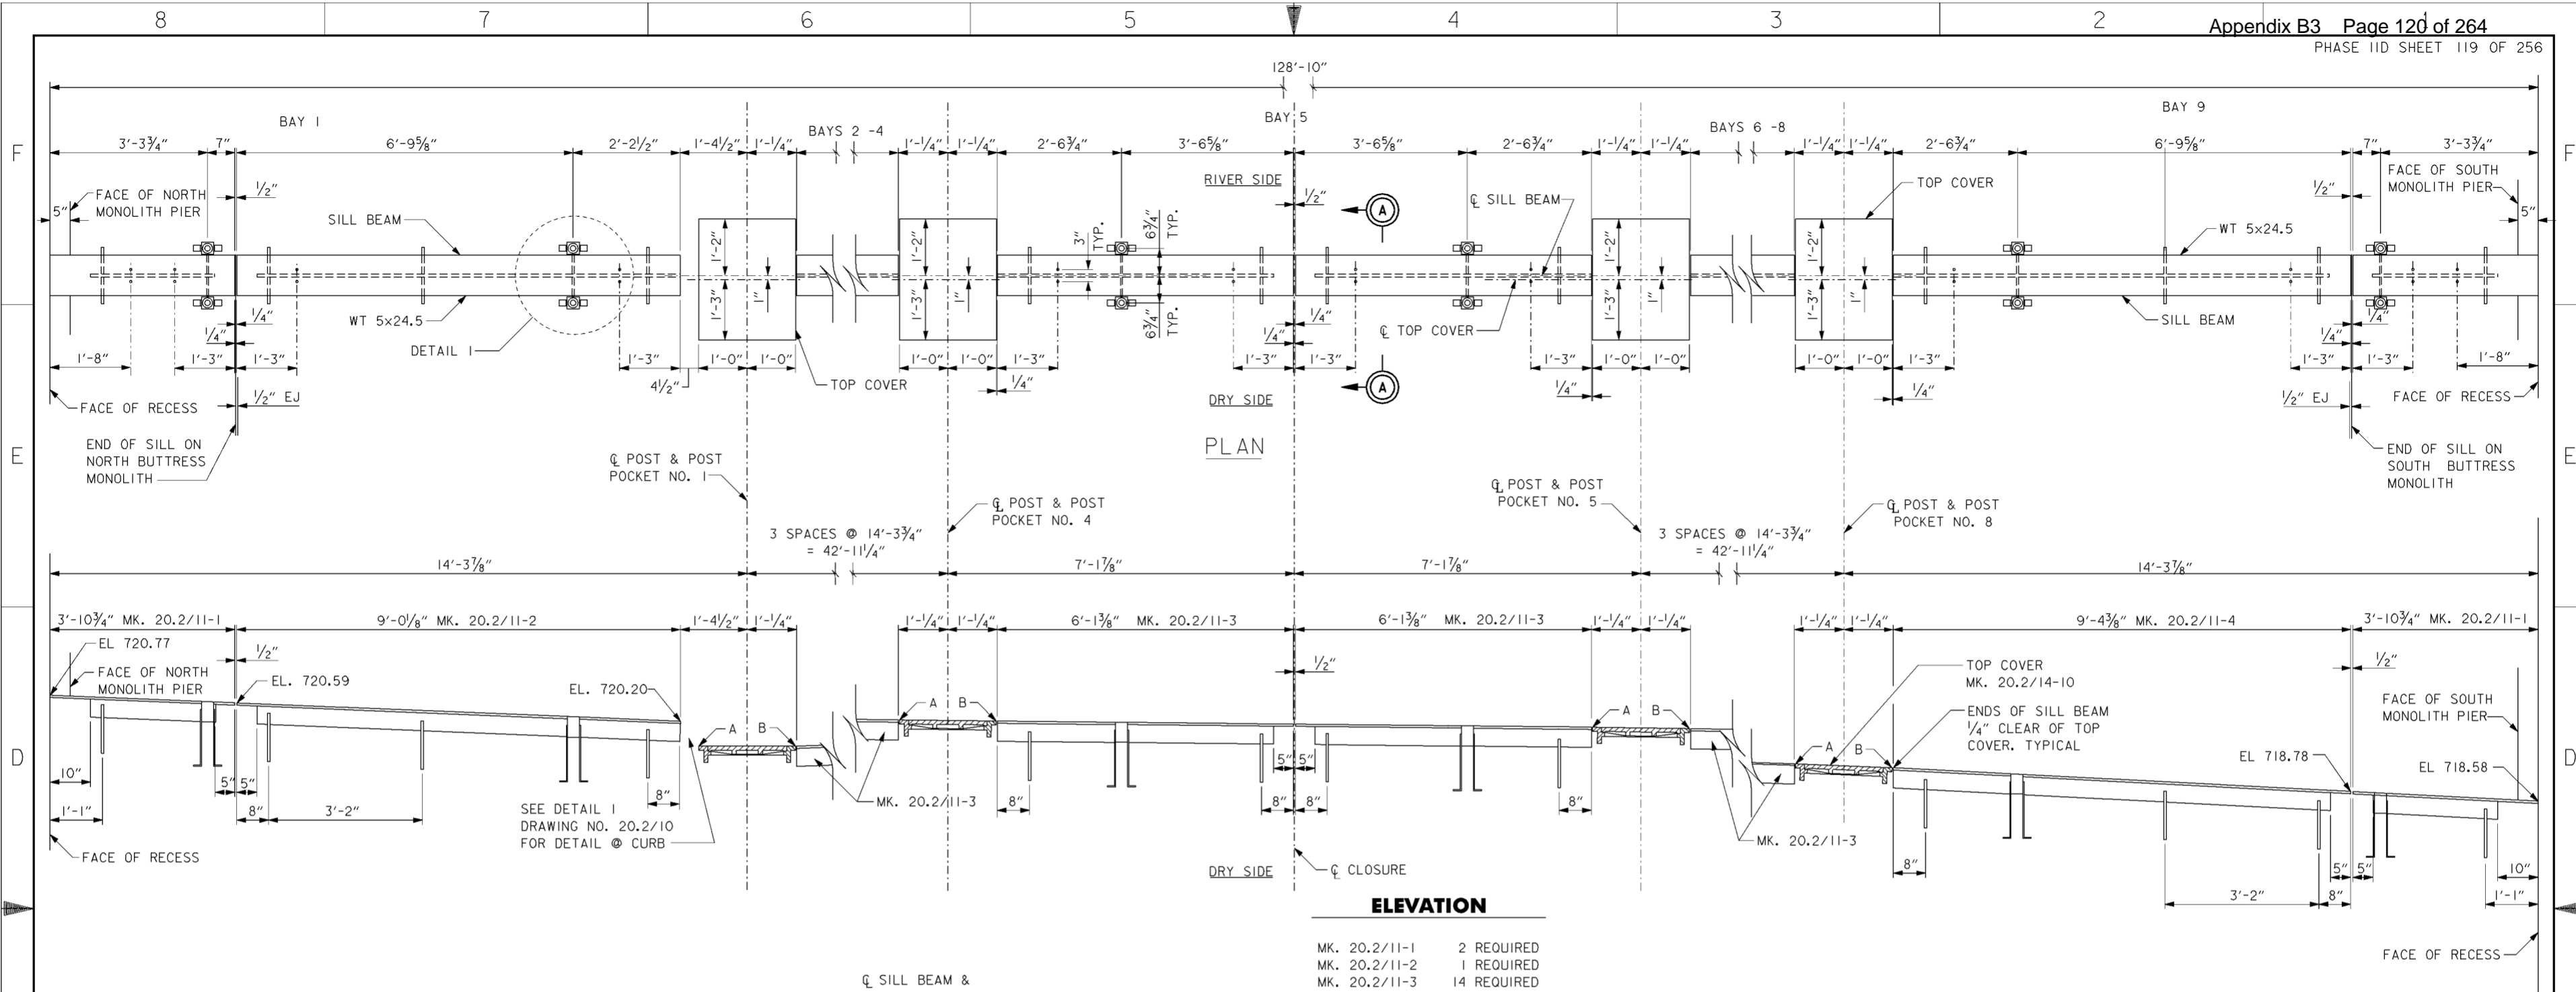 8 7 6 5 4 3 2 1
Appendix B3 Page 120 of 264
PHASE IID SHEET 119 OF 256
128'-10"
BAY 1
BAYS 2 -4
BAY 5
BAYS 6 -8
BAY 9
F
3'-3¾" 7" 6'-9⅝" 2'-2½" 1'-4½" 1'-¼" 1'-¼" 1'-¼" 2'-6¾" 3'-6⅝" 3'-6⅝" 2'-6¾" 1'-¼" 1'-¼" 1'-¼" 1'-¼" 2'-6¾" 6'-9⅝" 7" 3'-3¾"
F
FACE OF NORTH
MONOLITH PIER
5"
½"
SILL BEAM
RIVER SIDE
½"
A
℄ SILL BEAM
TOP COVER
FACE OF SOUTH
MONOLITH PIER
½"
5"
WT 5x24.5
1'-2"
1'-2"
3"
TYP.
6¾"
TYP.
1'-2"
1'-2"
1'-3"
1"
1'-3"
1"
6¾"
TYP.
1'-3"
1"
1'-3"
1"
WT 5x24.5
DETAIL 1
¼"
¼"
¼"
¼"
℄ TOP COVER
SILL BEAM
¼"
¼"
1'-8" 1'-3" 1'-3" 1'-3" 1'-0" 1'-0" 1'-0" 1'-0" 1'-3" 1'-3" 1'-3" 1'-3" 1'-0" 1'-0" 1'-0" 1'-0" 1'-3" 1'-3" 1'-3" 1'-8"
4½"
TOP COVER
¼"
A
¼"
¼"
FACE OF RECESS
½" EJ
DRY SIDE
½" EJ
FACE OF RECESS
PLAN
E
END OF SILL ON
NORTH BUTTRESS
MONOLITH
℄ POST & POST
POCKET NO. 1
℄ POST & POST
POCKET NO. 4
℄ POST & POST
POCKET NO. 5
℄ POST & POST
POCKET NO. 8
END OF SILL ON
SOUTH BUTTRESS
MONOLITH
E
3 SPACES @ 14'-3¾"
= 42'-11¼"
3 SPACES @ 14'-3¾"
= 42'-11¼"
14'-3⅞" 7'-1⅞" 7'-1⅞" 14'-3⅞"
3'-10¾" MK. 20.2/11-1 9'-0⅛" MK. 20.2/11-2 1'-4½" 1'-¼" 1'-¼" 1'-¼" 6'-1⅜" MK. 20.2/11-3 6'-1⅜" MK. 20.2/11-3 1'-¼" 1'-¼" 1'-¼" 1'-¼" 9'-4⅜" MK. 20.2/11-4 3'-10¾" MK. 20.2/11-1
EL 720.77
FACE OF NORTH
MONOLITH PIER
½"
EL. 720.59
EL. 720.20
½"
TOP COVER
MK. 20.2/14-10
½"
FACE OF SOUTH
MONOLITH PIER
A B
A B
A B
A B
ENDS OF SILL BEAM
¼" CLEAR OF TOP
COVER. TYPICAL
D
EL 718.78
EL 718.58
D
10" 5" 5" 5" 5"
1'-1" 8" 3'-2" 8" 8" 8" 8" 8"
SEE DETAIL 1
DRAWING NO. 20.2/10
FOR DETAIL @ CURB
MK. 20.2/11-3
MK. 20.2/11-3
8" 5" 5" 10"
3'-2" 8" 1'-1"
FACE OF RECESS
DRY SIDE
℄ CLOSURE
ELEVATION
MK. 20.2/11-1 2 REQUIRED
MK. 20.2/11-2 1 REQUIRED
MK. 20.2/11-3 14 REQUIRED
FACE OF RECESS
℄ SILL BEAM &